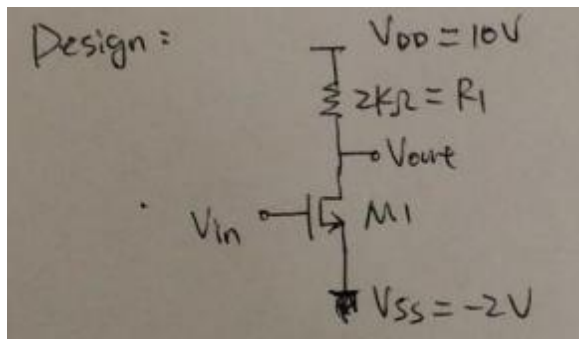 Design:
VDD = 10V
2KΩ = R1
Vout
Vin
M1
VSS = -2V